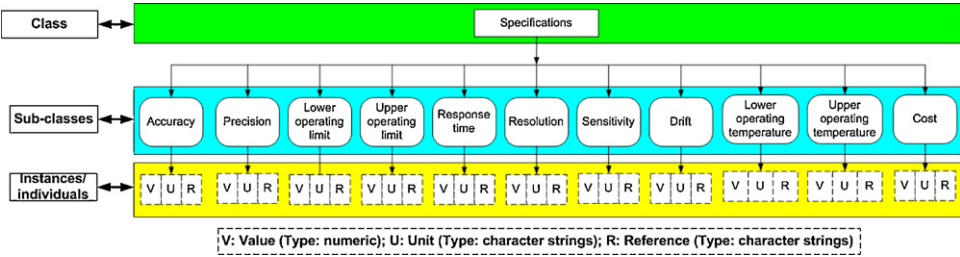 Class
Specifications
Sub-classes
Accuracy
Precision
Lower
operating
limit
Upper
operating
limit
Response
time
Resolution
Sensitivity
Drift
Lower
operating
temperature
Upper
operating
temperature
Cost
Instances/
individuals
V U R V U R V U R V U R V U R V U R V U R V U R V U R V U R V U R
V: Value (Type: numeric); U: Unit (Type: character strings); R: Reference (Type: character strings)